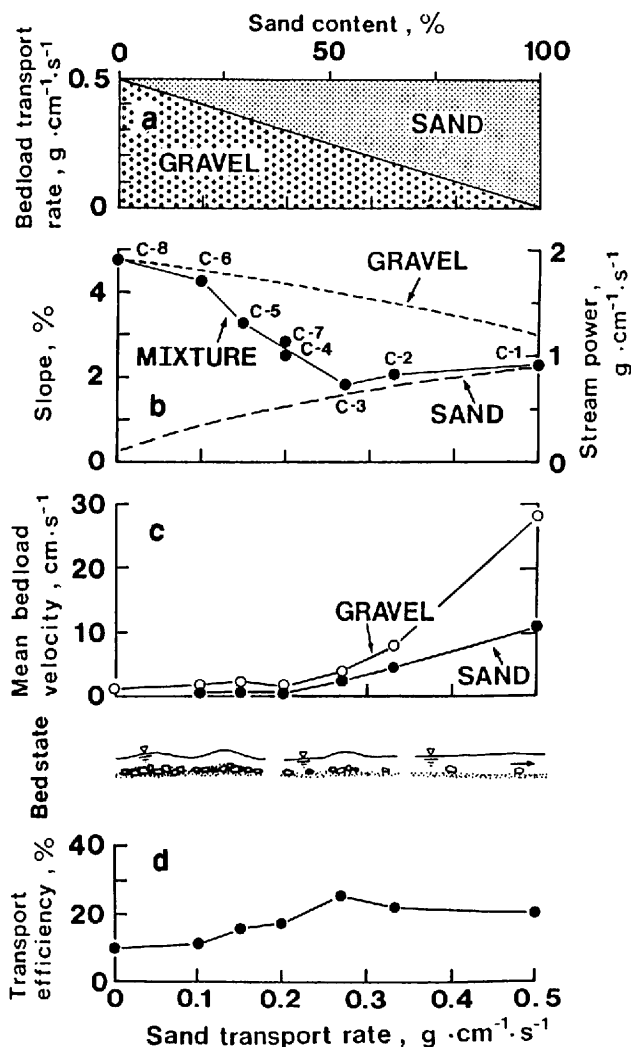 Sand content , %
0 50 100
Bedload transport rate , g ·cm⁻¹·s⁻¹
0.5
0
a
SAND
GRAVEL
Slope, %
4
2
0
b
C-8
C-6
C-5
C-7
C-4
C-3
C-2
C-1
MIXTURE
GRAVEL
SAND
2
1
0
Stream power, g ·cm⁻¹·s⁻¹
Mean bedload velocity , cm·s⁻¹
30
20
10
0
c
GRAVEL
SAND
Bed state
Transport efficiency, %
40
20
0
d
0 0.1 0.2 0.3 0.4 0.5
Sand transport rate , g ·cm⁻¹·s⁻¹